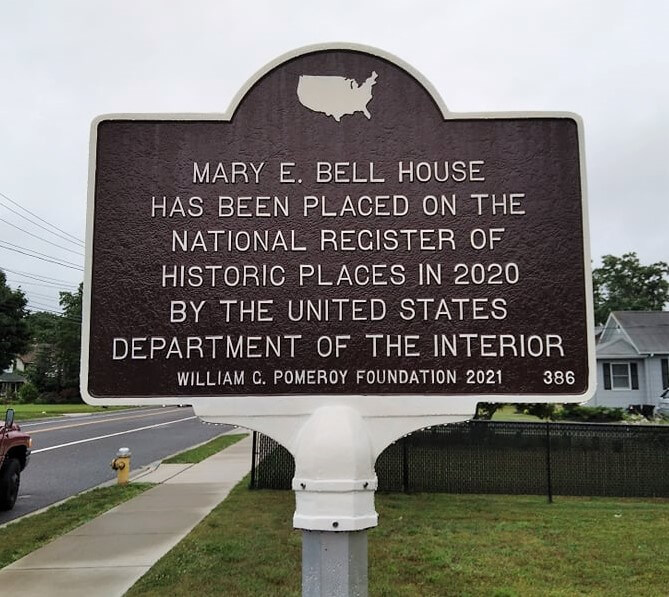 MARY E. BELL HOUSE
HAS BEEN PLACED ON THE
NATIONAL REGISTER OF
HISTORIC PLACES IN 2020
BY THE UNITED STATES
DEPARTMENT OF THE INTERIOR
WILLIAM G. POMEROY FOUNDATION 2021 386